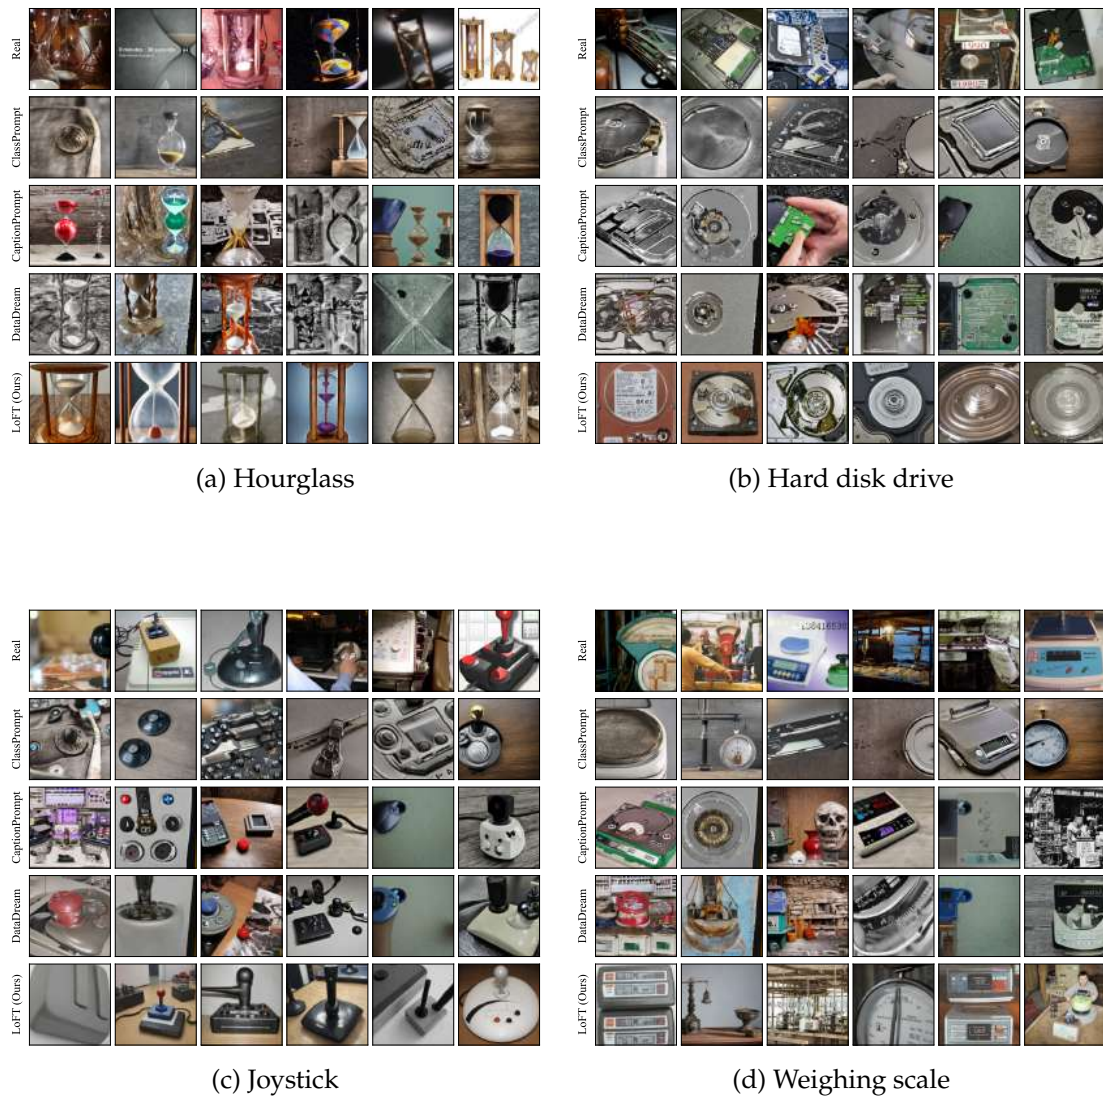 Real
ClassPrompt
CaptionPrompt
DataDream
LoFT (Ours)
(a) Hourglass
Real
ClassPrompt
CaptionPrompt
DataDream
LoFT (Ours)
(b) Hard disk drive
Real
ClassPrompt
CaptionPrompt
DataDream
LoFT (Ours)
(c) Joystick
Real
ClassPrompt
CaptionPrompt
DataDream
LoFT (Ours)
(d) Weighing scale